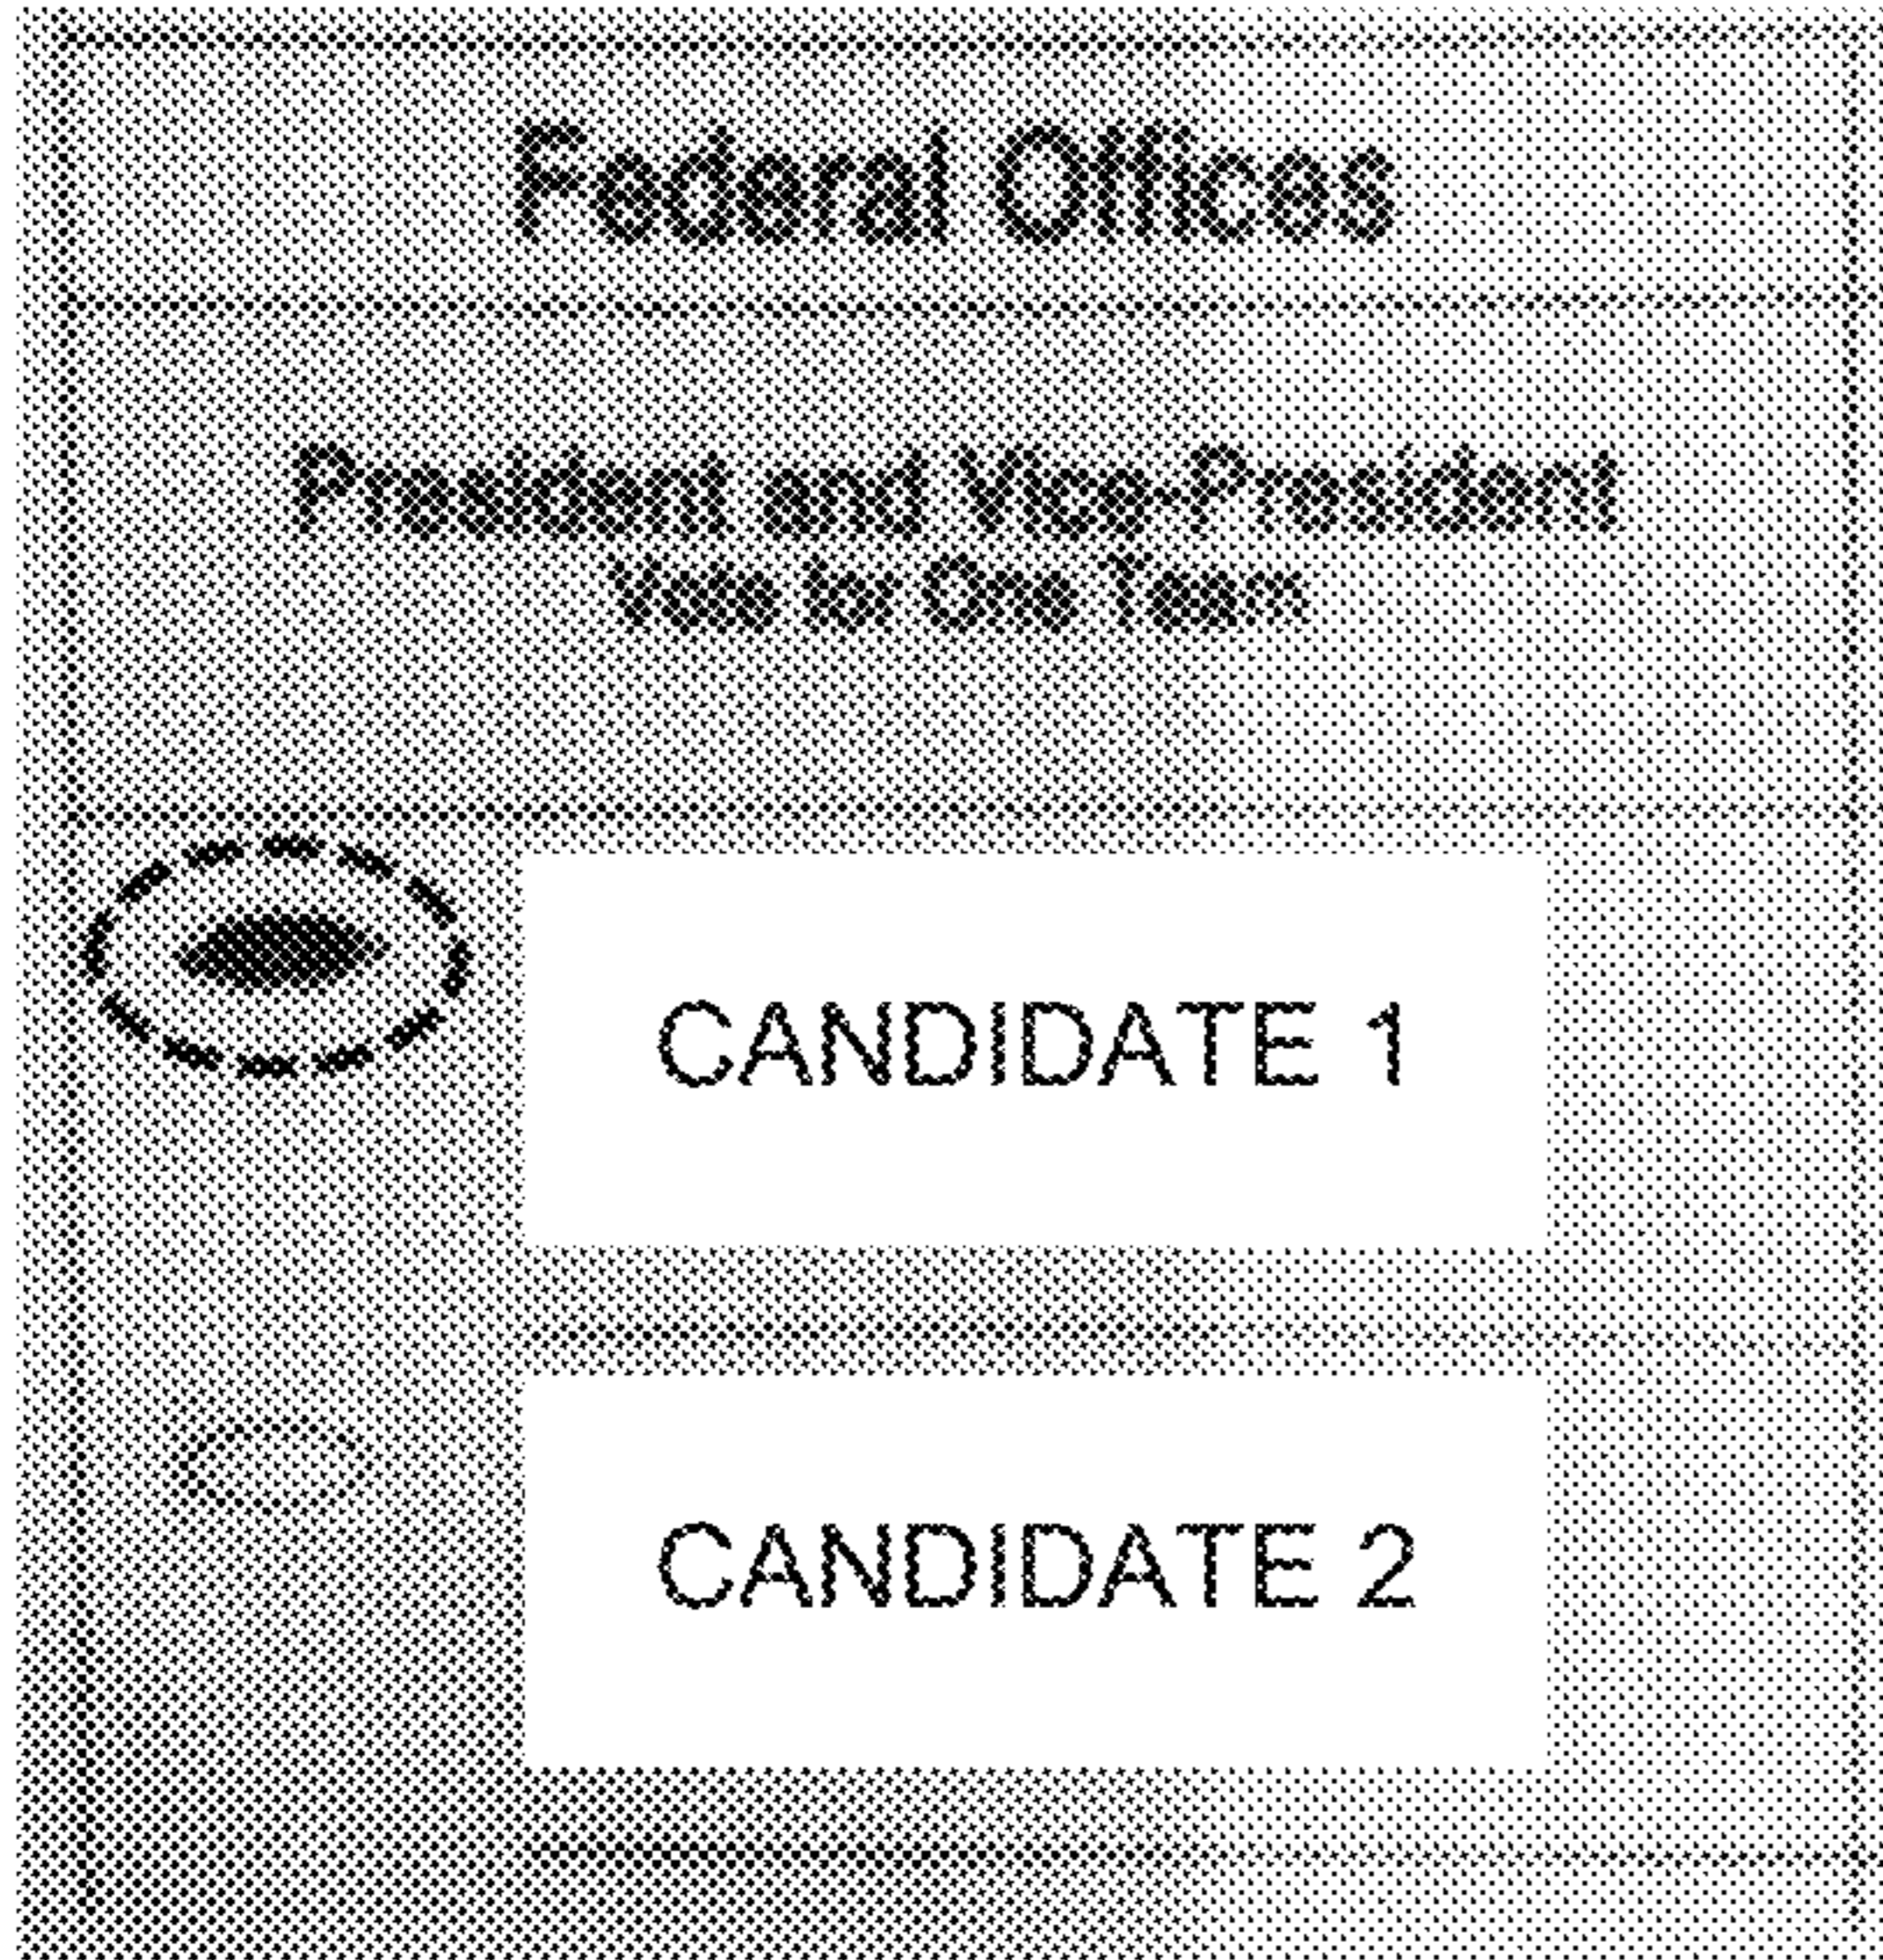 Federal Offices
President and Vice-President
Vote for One Team
CANDIDATE 1
CANDIDATE 2